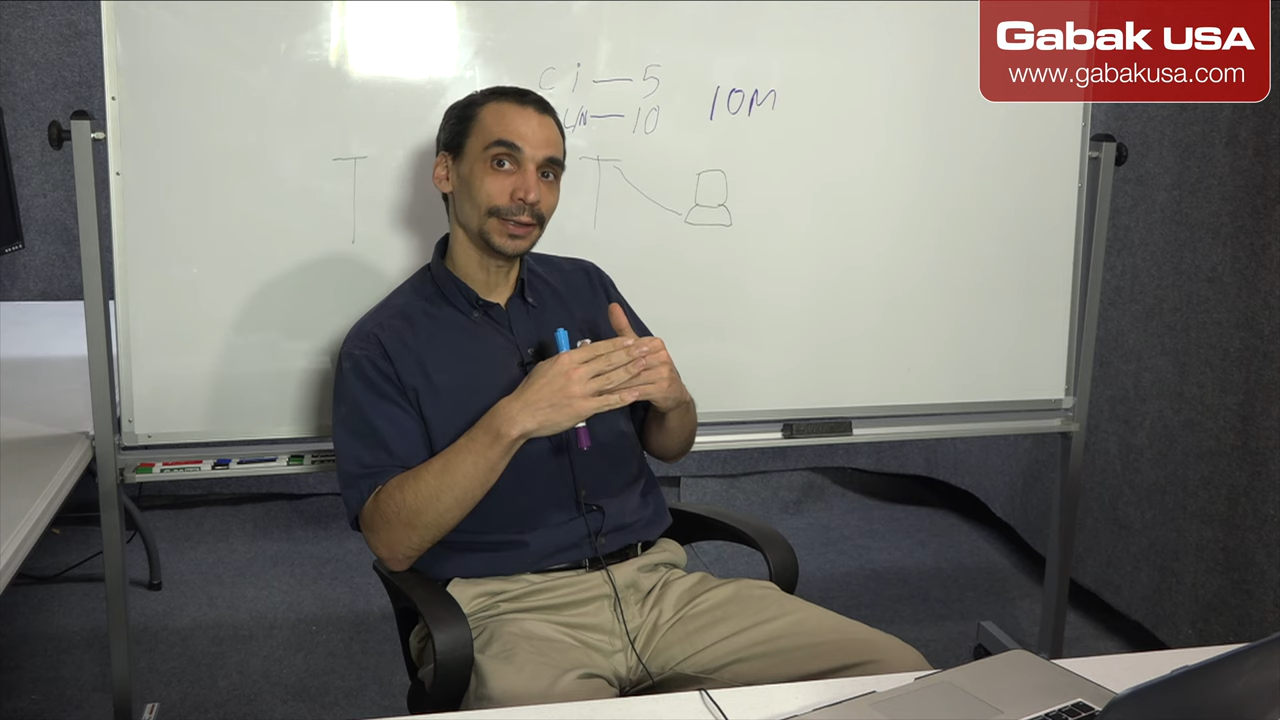 Gabak USA
www.gabakusa.com
Ci — 5
L/N — 10
10M
T
T